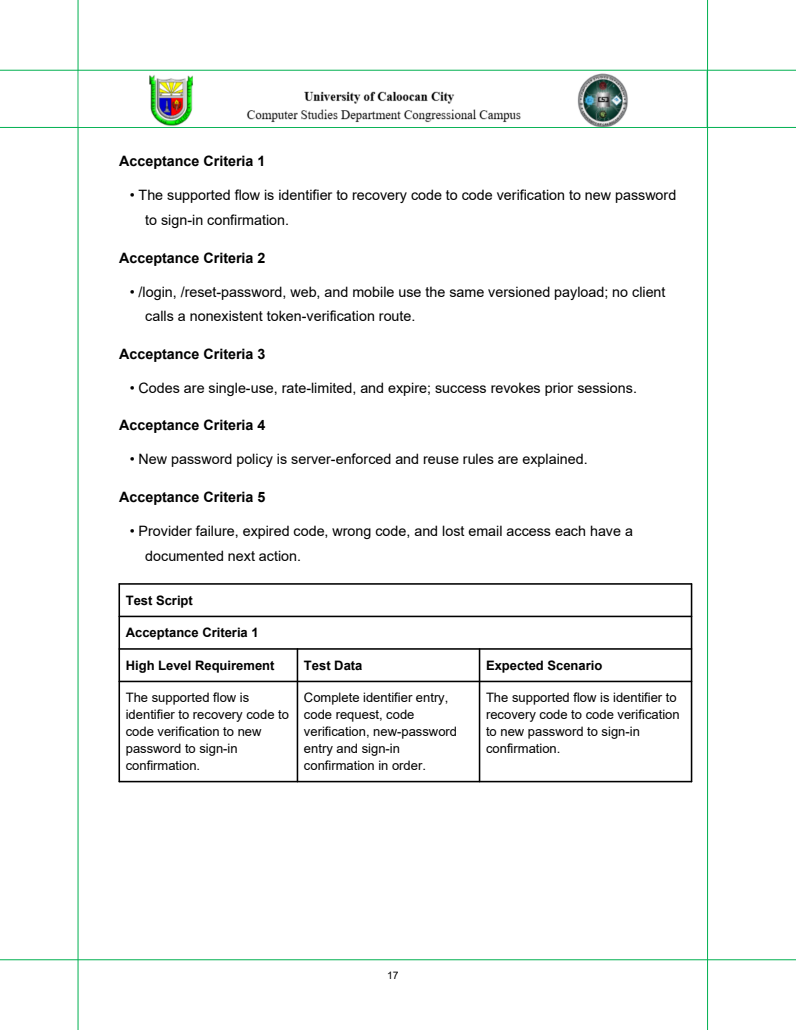 University of Caloocan City
Computer Studies Department Congressional Campus
Acceptance Criteria 1
• The supported flow is identifier to recovery code to code verification to new password
to sign-in confirmation.
Acceptance Criteria 2
• /login, /reset-password, web, and mobile use the same versioned payload; no client
calls a nonexistent token-verification route.
Acceptance Criteria 3
• Codes are single-use, rate-limited, and expire; success revokes prior sessions.
Acceptance Criteria 4
• New password policy is server-enforced and reuse rules are explained.
Acceptance Criteria 5
• Provider failure, expired code, wrong code, and lost email access each have a
documented next action.
Test Script
Acceptance Criteria 1
High Level Requirement
Test Data
Expected Scenario
The supported flow is
identifier to recovery code to
code verification to new
password to sign-in
confirmation.
Complete identifier entry,
code request, code
verification, new-password
entry and sign-in
confirmation in order.
The supported flow is identifier to
recovery code to code verification
to new password to sign-in
confirmation.
17